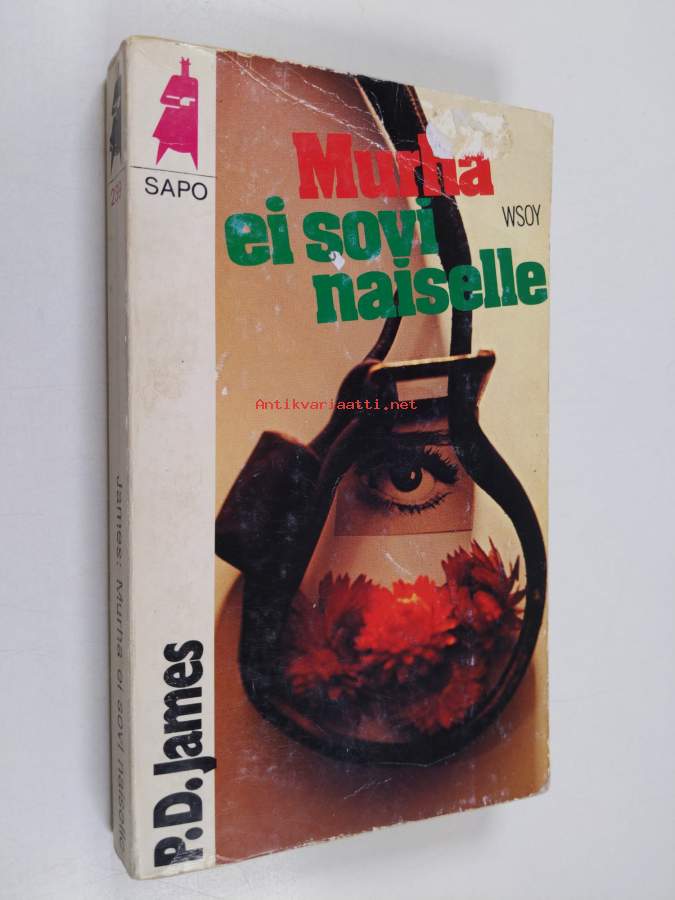 SAPO
Murha
ei sovi
naiselle
WSOY
Antikvariaatti.net
P.D. James
James: Murha ei sovi naiselle